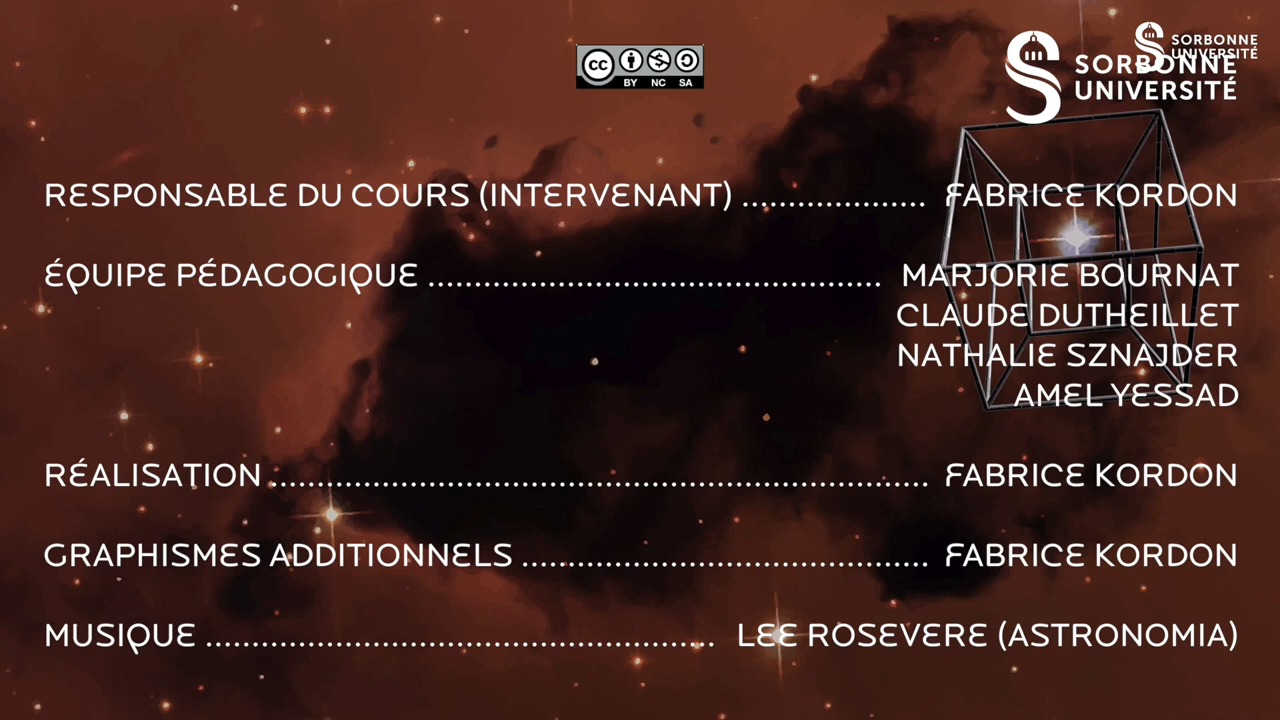 CC BY NC SA
SORBONNE
UNIVERSITÉ
SORBONNE
UNIVERSITÉ
RESPONSABLE DU COURS (INTERVENANT) .................... FABRICE KORDON
ÉQUIPE PÉDAGOGIQUE ................................................. MARJORIE BOURNAT
CLAUDE DUTHEILLET
NATHALIE SZNAJDER
AMEL YESSAD
RÉALISATION ....................................................................... FABRICE KORDON
GRAPHISMES ADDITIONNELS ............................................ FABRICE KORDON
MUSIQUE ....................................................... LEE ROSEVERE (ASTRONOMIA)